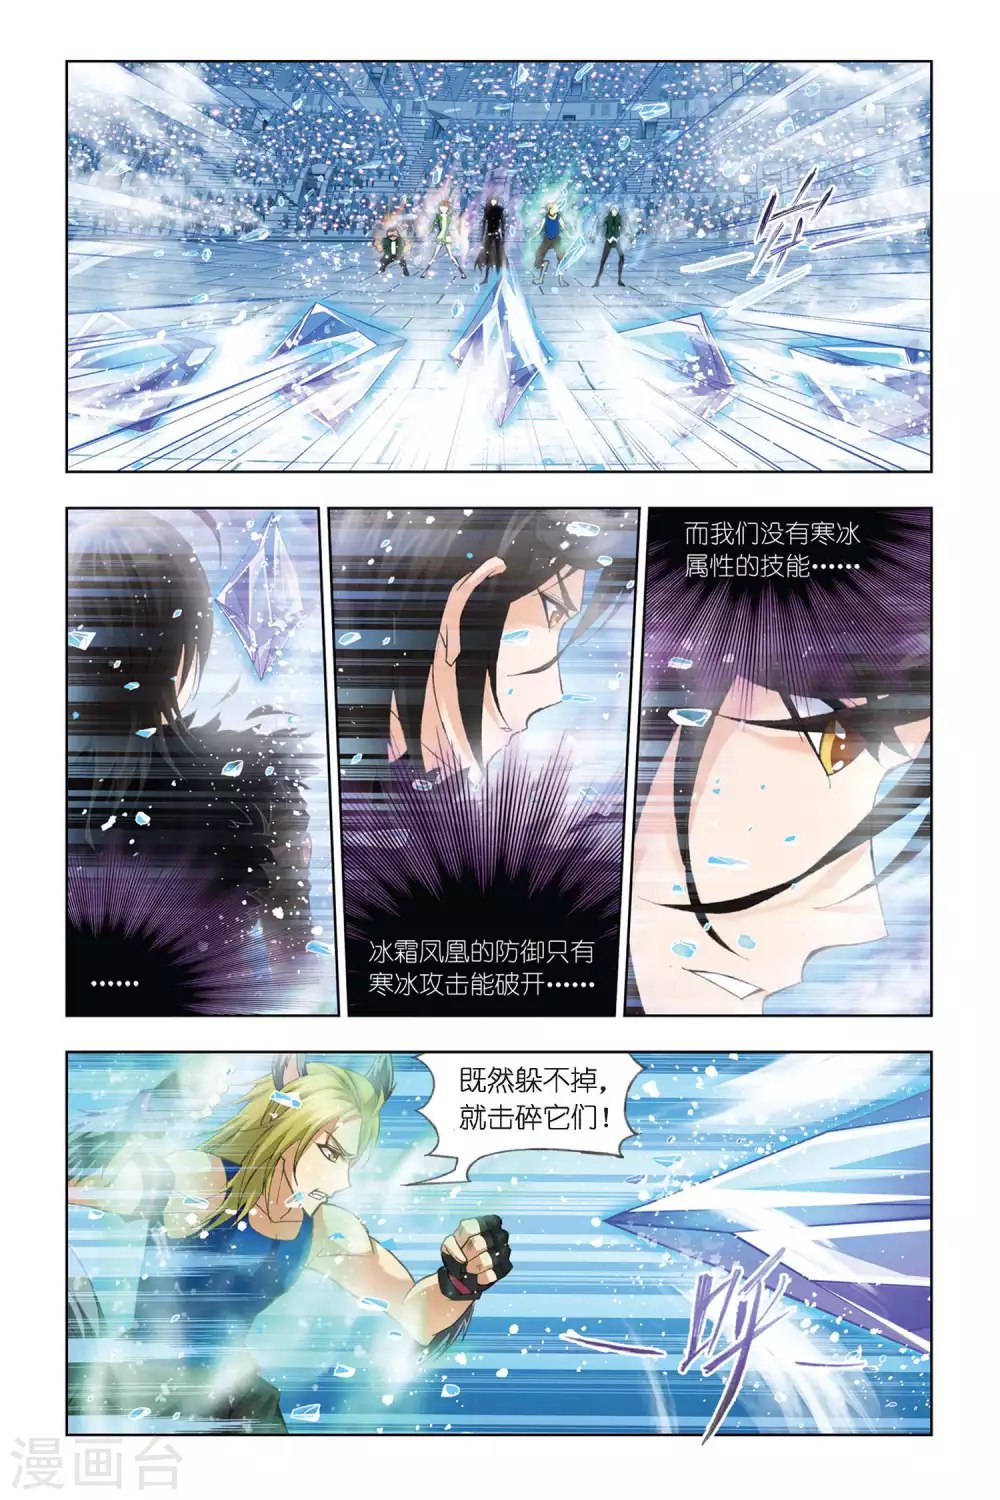 ……
冰霜凤凰的防御只有
寒冰攻击能破开……
而我们没有寒冰
属性的技能……
既然躲不掉，
就击碎它们！
呼
漫画台